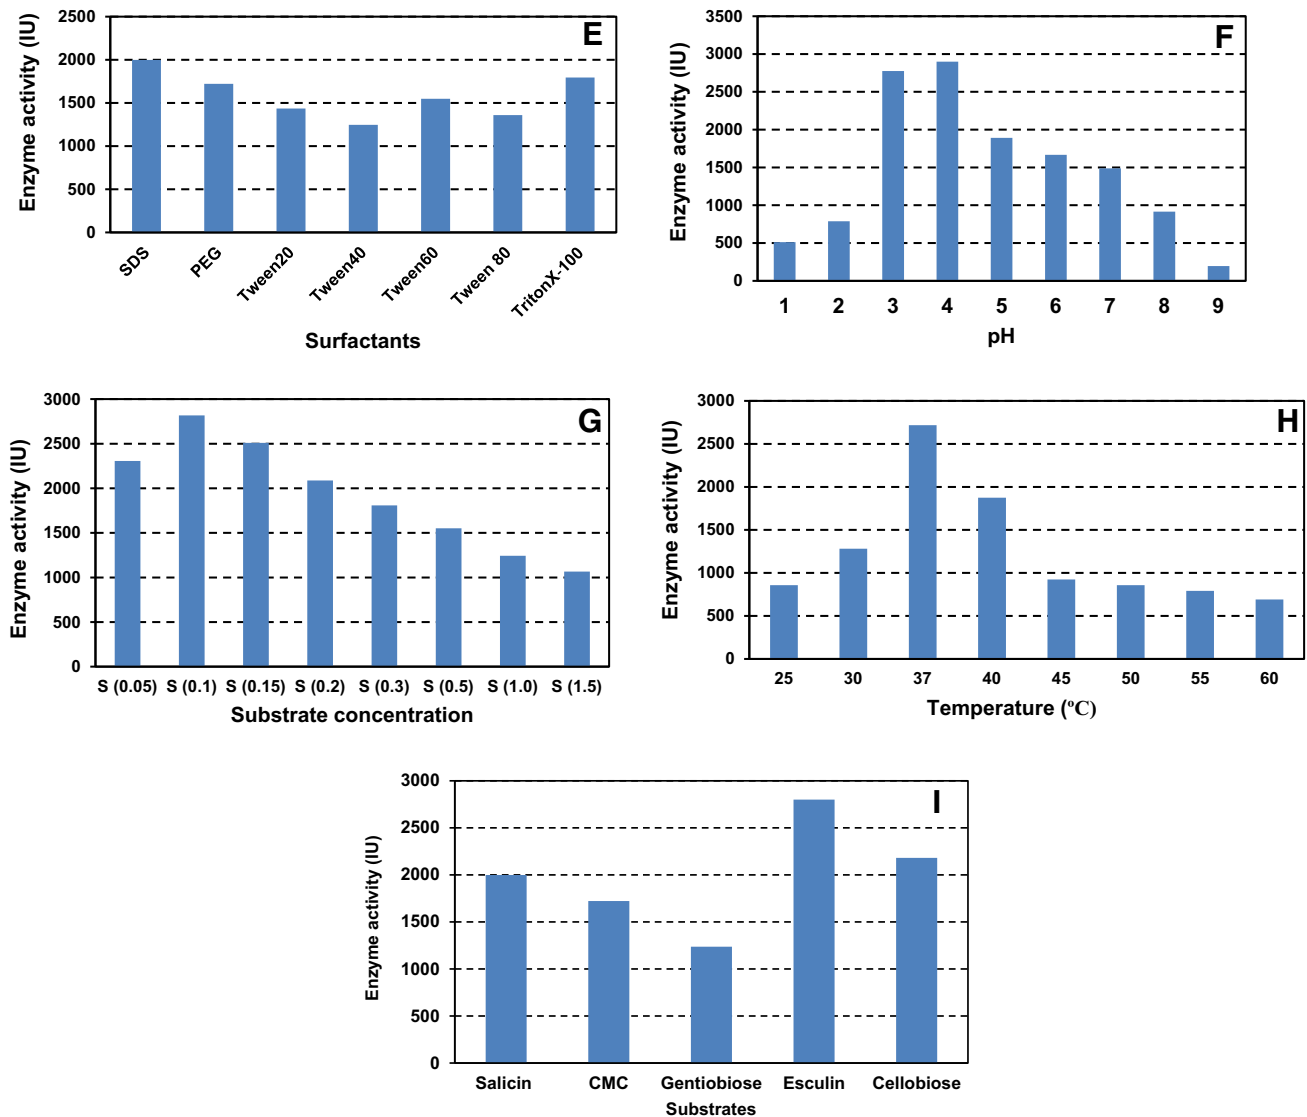 E
Enzyme activity (IU)
2500
2000
1500
1000
500
0
SDS PEG Tween20 Tween40 Tween60 Tween 80 TritonX-100
Surfactants
F
Enzyme activity (IU)
3500
3000
2500
2000
1500
1000
500
0
1 2 3 4 5 6 7 8 9
pH
G
Enzyme activity (IU)
3000
2500
2000
1500
1000
500
0
S (0.05) S (0.1) S (0.15) S (0.2) S (0.3) S (0.5) S (1.0) S (1.5)
Substrate concentration
H
Enzyme activity (IU)
3000
2500
2000
1500
1000
500
0
25 30 37 40 45 50 55 60
Temperature (°C)
I
Enzyme activity (IU)
3000
2500
2000
1500
1000
500
0
Salicin CMC Gentiobiose Esculin Cellobiose
Substrates